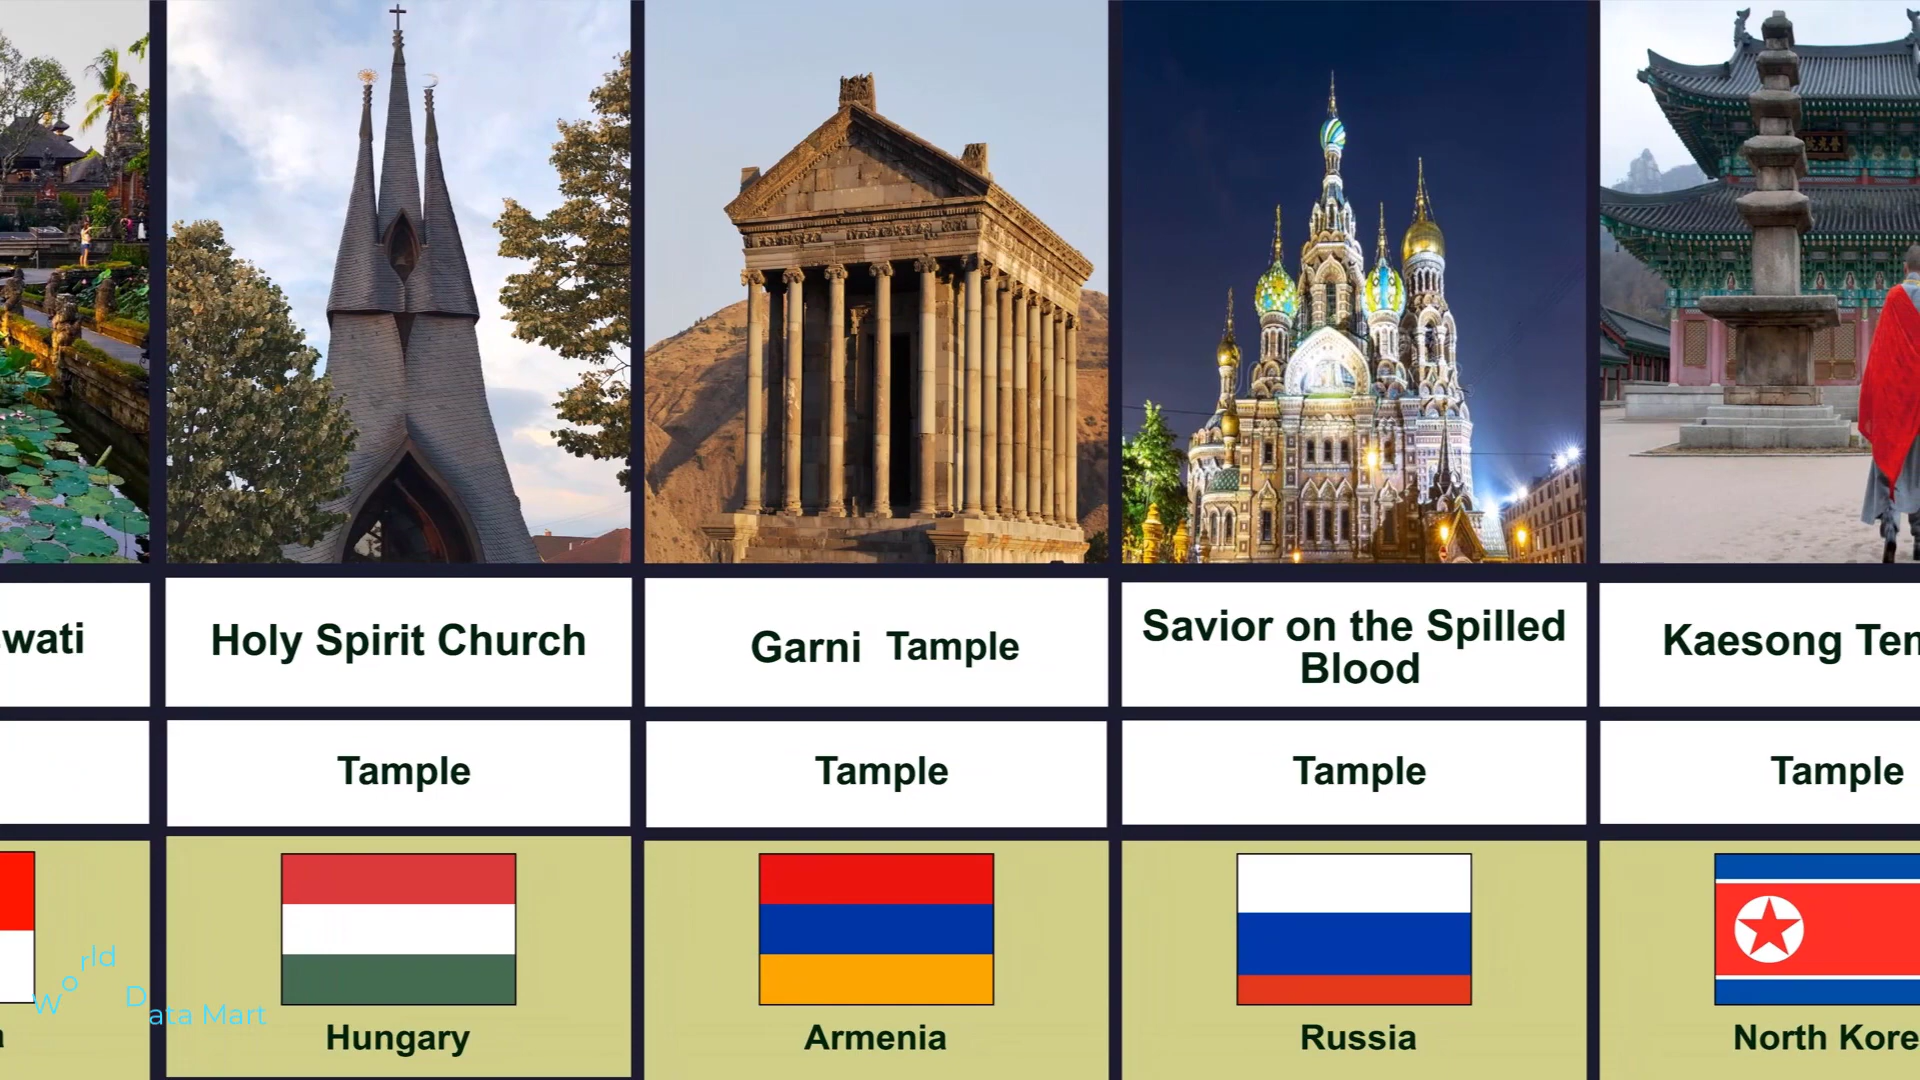 wati
Holy Spirit Church
Garni Tample
Savior on the Spilled
Blood
Kaesong Tem
Tample
Tample
Tample
Tample
World Data Mart
a
Hungary
Armenia
Russia
North Kore